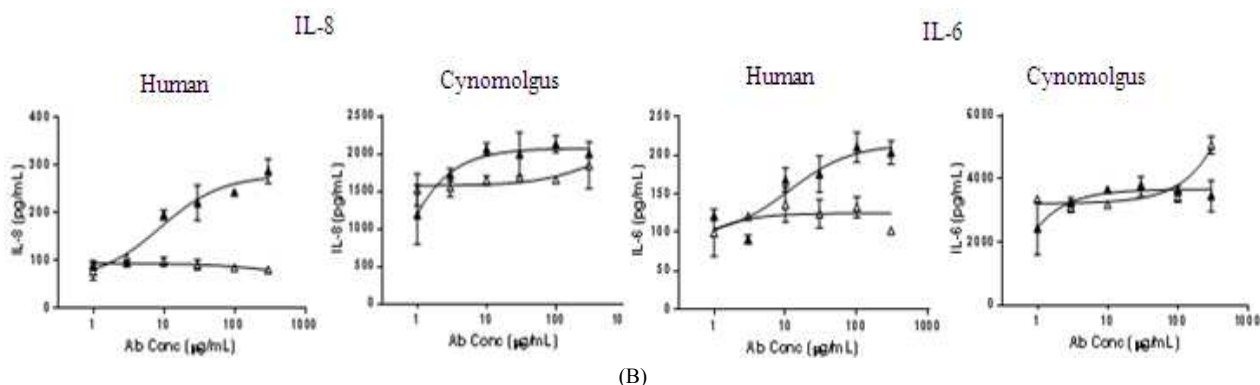 IL-8
IL-6
Human
Cynomolgus
Human
Cynomolgus
IL-8 (pg/mL)
400
300
200
100
0
1
10
100
1000
Ab Conc (µg/mL)
IL-8 (pg/mL)
2500
2000
1500
1000
500
0
1
10
100
10
Ab Conc (µg/mL)
IL-6 (pg/mL)
250
200
150
100
50
0
1
10
100
1000
Ab Conc (µg/mL)
IL-6 (pg/mL)
6000
4000
2000
0
1
10
100
1000
Ab Conc (µg/mL)
(B)